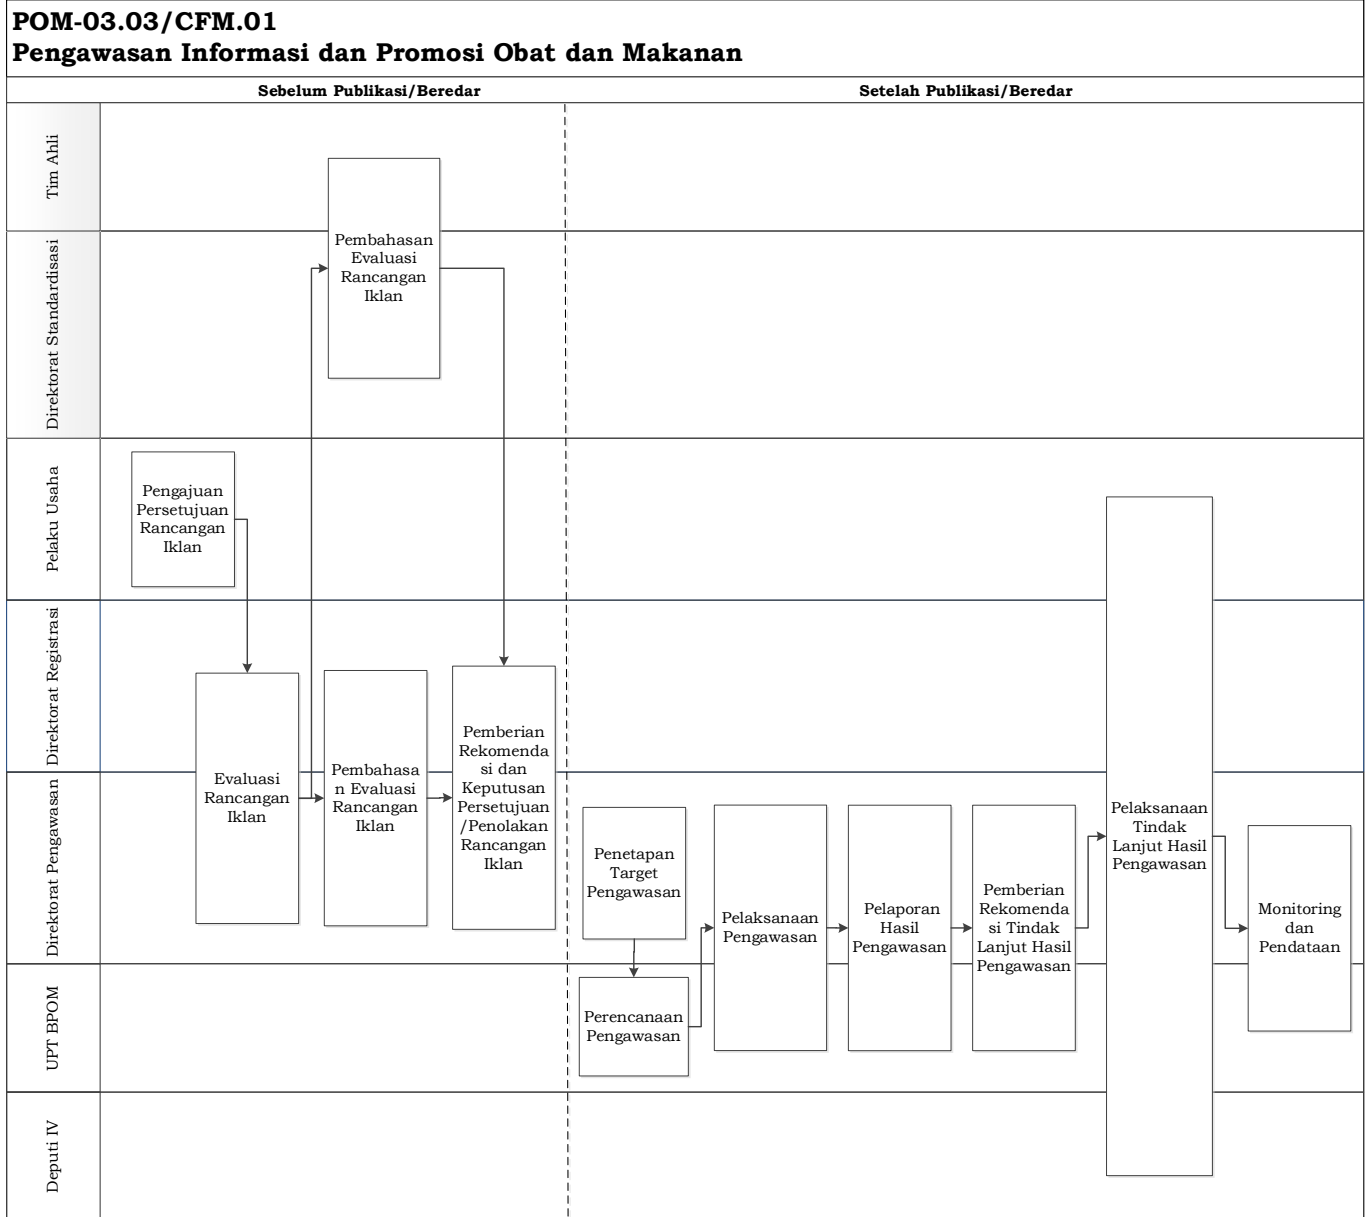 POM-03.03/CFM.01
Pengawasan Informasi dan Promosi Obat dan Makanan
Sebelum Publikasi/Beredar
Setelah Publikasi/Beredar
Tim Ahli
Pembahasan
Evaluasi
Rancangan
Iklan
Direktorat Standardisasi
Pelaku Usaha
Pengajuan
Persetujuan
Rancangan
Iklan
Direktorat Registrasi
Direktorat Pengawasan
Evaluasi
Rancangan
Iklan
Pembahasa
n Evaluasi
Rancangan
Iklan
Pemberian
Rekomenda
si dan
Keputusan
Persetujuan
/Penolakan
Rancangan
Iklan
Penetapan
Target
Pengawasan
Perencanaan
Pengawasan
Pelaksanaan
Pengawasan
Pelaporan
Hasil
Pengawasan
Pemberian
Rekomenda
si Tindak
Lanjut Hasil
Pengawasan
Pelaksanaan
Tindak
Lanjut Hasil
Pengawasan
Monitoring
dan
Pendataan
UPT BPOM
Deputi IV